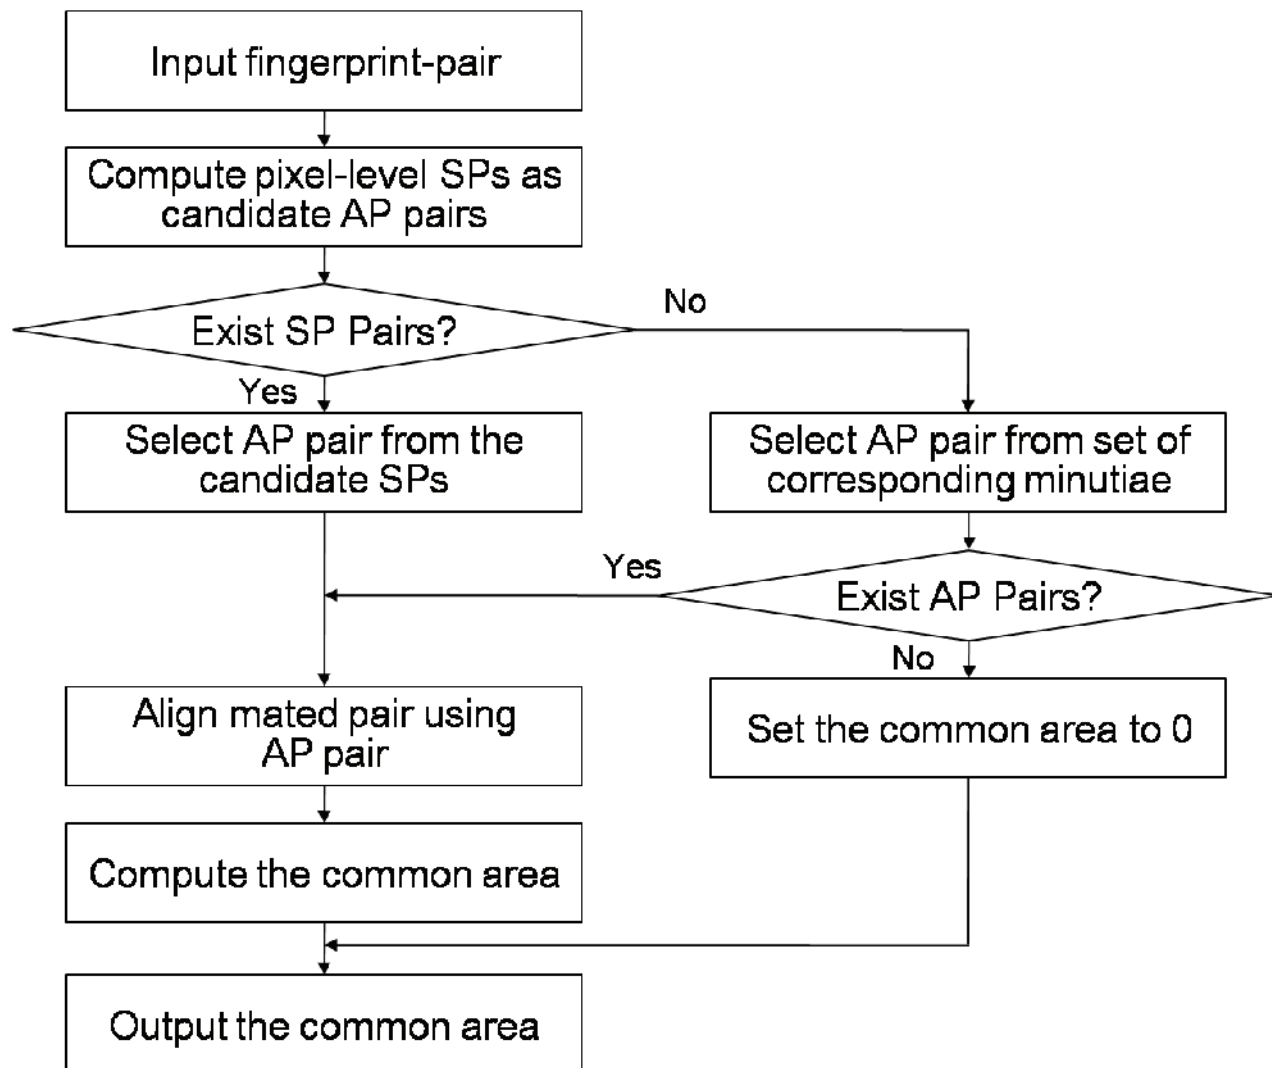 Input fingerprint-pair
Compute pixel-level SPs as
candidate AP pairs
Exist SP Pairs?
No
Yes
Select AP pair from the
candidate SPs
Select AP pair from set of
corresponding minutiae
Yes
Exist AP Pairs?
No
Align mated pair using
AP pair
Set the common area to 0
Compute the common area
Output the common area